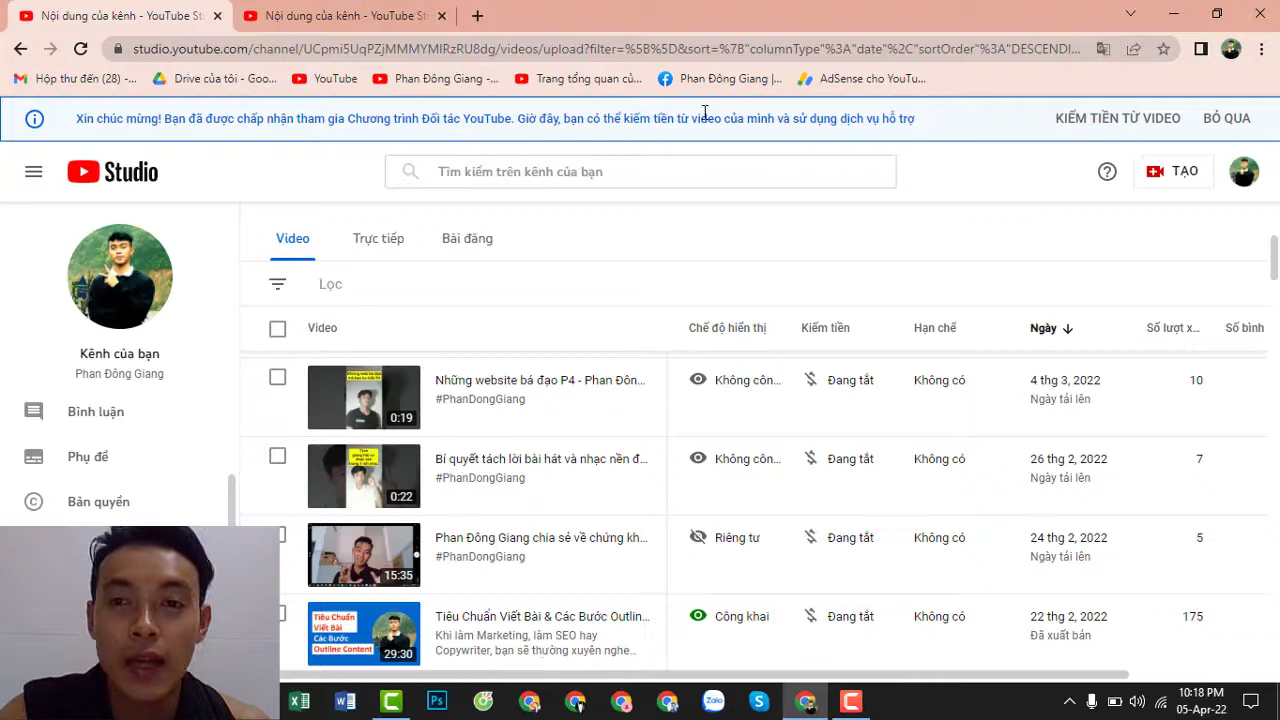 Nội dung của kênh - YouTube St
Nội dung của kênh - YouTube St
studio.youtube.com/channel/UCpmi5UqPZjMMMYMIRzRU8dg/videos/upload?filter=%5B%5D&sort=%7B"columnType"%3A"date"%2C"sortOrder"%3A"DESCENDI...
Hộp thư đến (28) -...
Drive của tôi - Goo...
YouTube
Phan Đông Giang -...
Trang tổng quan củ...
Phan Đông Giang |...
AdSense cho YouTu...
Xin chúc mừng! Bạn đã được chấp nhận tham gia Chương trình Đối tác YouTube. Giờ đây, bạn có thể kiếm tiền từ video của mình và sử dụng dịch vụ hỗ trợ
KIẾM TIỀN TỪ VIDEO
BỎ QUA
Studio
Tìm kiếm trên kênh của bạn
TẠO
Video
Trực tiếp
Bài đăng
Lọc
Kênh của bạn
Phan Đông Giang
Bình luận
Phụ đề
Bản quyền
Video
Chế độ hiển thị
Kiếm tiền
Hạn chế
Ngày
Số lượt x...
Số bình
0:19
Những website bá đạo P4 - Phan Đôn...
#PhanDongGiang
Không côn...
Đang tắt
Không có
4 thg 3, 2022
Ngày tải lên
10
0:22
Bí quyết tách lời bài hát và nhạc nền đ...
#PhanDongGiang
Không côn...
Đang tắt
Không có
26 thg 2, 2022
Ngày tải lên
7
15:35
Phan Đông Giang chia sẻ về chứng kh...
#PhanDongGiang
Riêng tư
Đang tắt
Không có
24 thg 2, 2022
Ngày tải lên
5
Tiêu Chuẩn
Viết Bài
Các Bước
Outline Content
29:30
Tiêu Chuẩn Viết Bài & Các Bước Outlin...
Khi làm Marketing, làm SEO hay
Copywriter, bạn sẽ thường xuyên nghe...
Công khai
Đang tắt
Không có
22 thg 2, 2022
Đã xuất bản
175
Zalo
10:18 PM
05-Apr-22